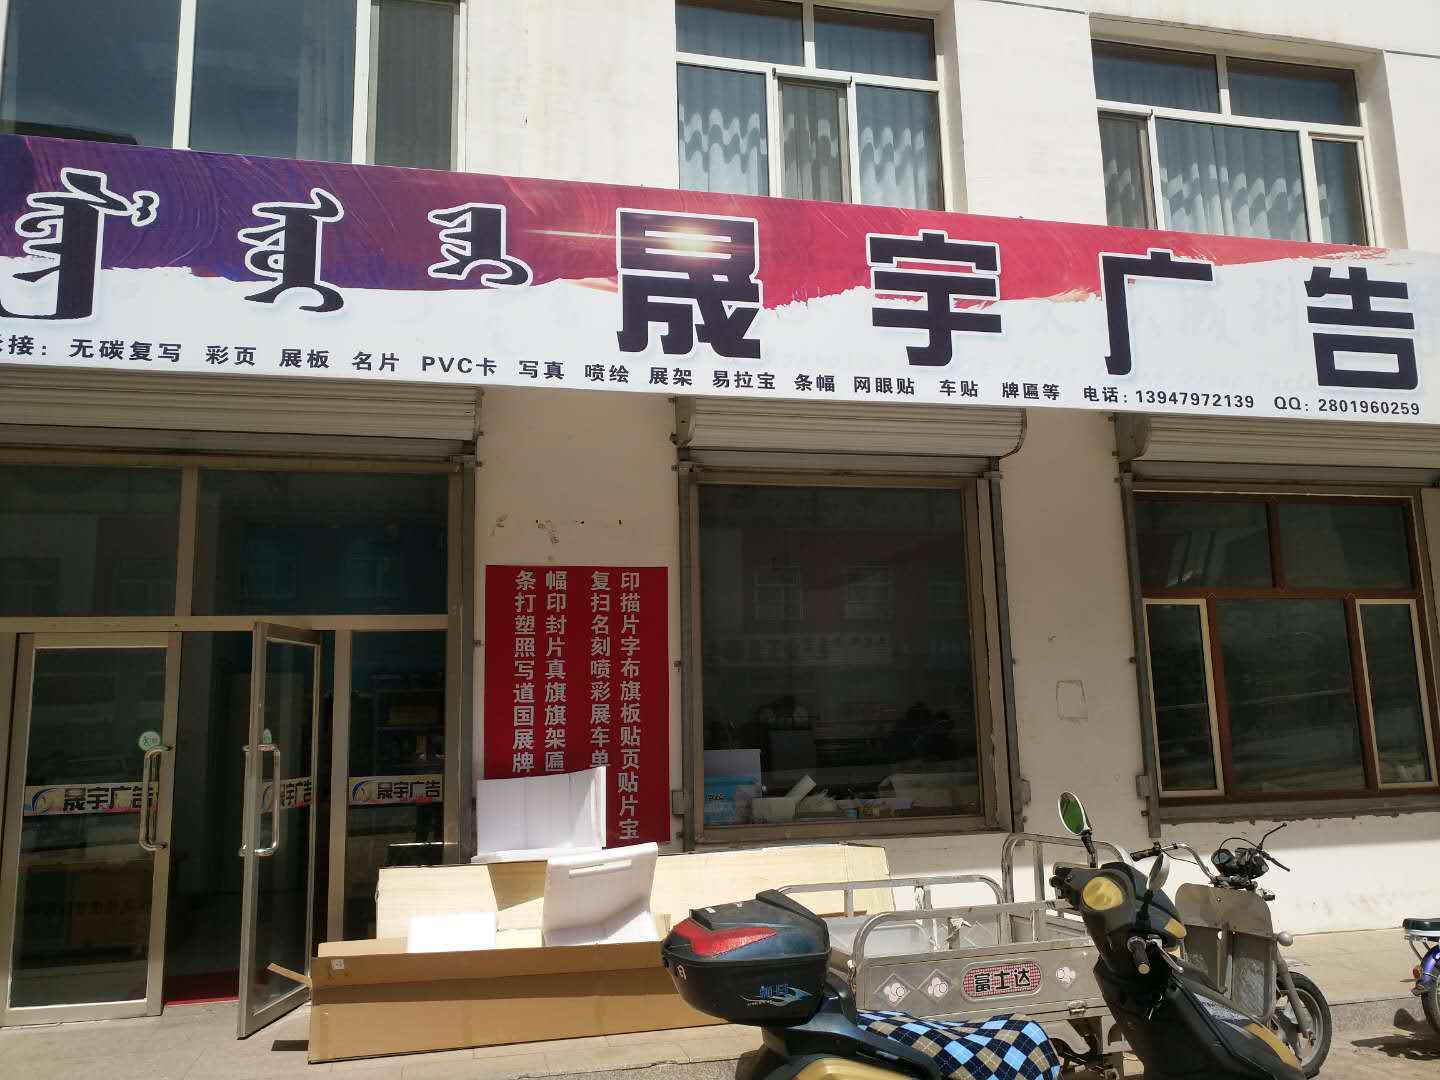 晟宇广告
接：无碳复写 彩页 展板 名片 PVC卡 写真 喷绘 展架 易拉宝 条幅 网眼贴 车贴 牌匾等 电话：13947972139 QQ：2801960259
条幅 复印
打印 扫描
塑封 名片
照片 刻字
写真 喷布
道旗 彩旗
国旗 展板
展架 车贴
牌匾 单页
贴
片
宝
晟宇广告
晟宇广告
晟宇广告
富士达